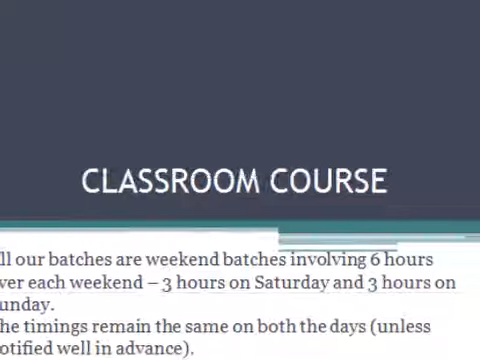 CLASSROOM COURSE
ll our batches are weekend batches involving 6 hours
ver each weekend – 3 hours on Saturday and 3 hours on
unday.
he timings remain the same on both the days (unless
otified well in advance).